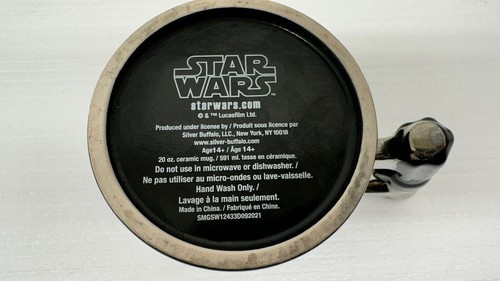 STAR
WARS
starwars.com
© & ™ Lucasfilm Ltd.
Produced under license by / Produit sous licence par
Silver Buffalo, LLC., New York, NY 10018
www.silver-buffalo.com
Age14+ / Âge 14+
20 oz. ceramic mug. / 591 ml. tasse en céramique.
Do not use in microwave or dishwasher. /
Ne pas utiliser au micro-ondes ou lave-vaisselle.
Hand Wash Only. /
Lavage à la main seulement.
Made in China. / Fabriqué en Chine.
SMGSW12433D092021